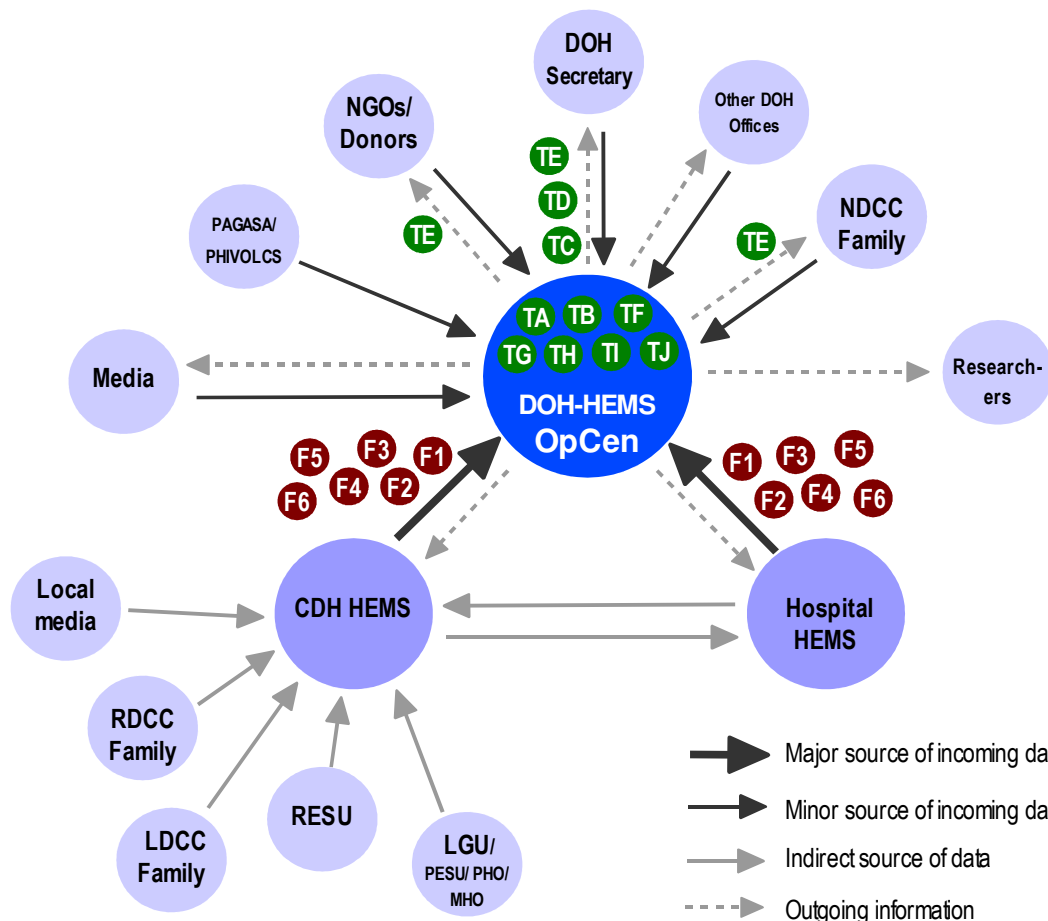 DOH
Secretary
NGOs/
Donors
Other DOH
Offices
PAGASA/
PHIVOLCS
NDCC
Family
TE
TD
TC
TE
TE
TA
TB
TF
TG
TH
TI
TJ
DOH-HEMS
OpCen
Media
Research-
ers
F5
F3
F1
F6
F4
F2
F1
F3
F5
F2
F4
F6
CDH HEMS
Hospital
HEMS
Local
media
RDCC
Family
LDCC
Family
RESU
LGU/
PESU/ PHO/
MHO
Major source of incoming da
Minor source of incoming da
Indirect source of data
Outgoing information